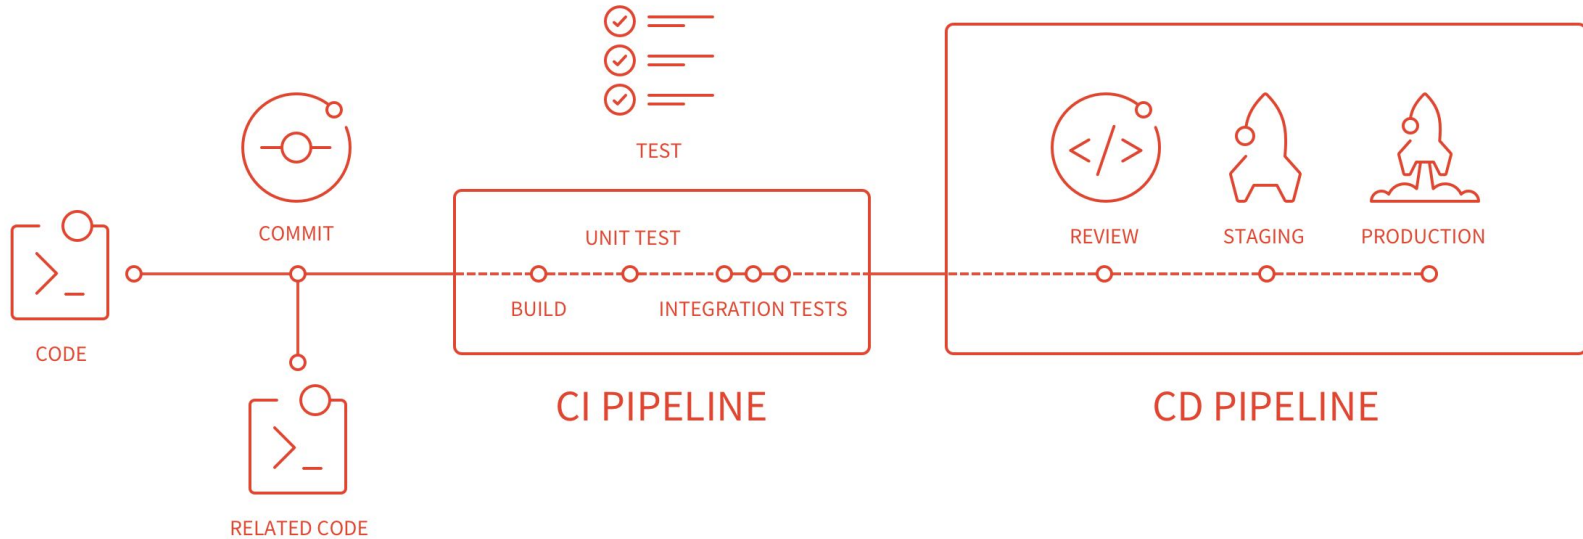 TEST
COMMIT
UNIT TEST
REVIEW
STAGING
PRODUCTION
BUILD
INTEGRATION TESTS
CODE
CI PIPELINE
CD PIPELINE
RELATED CODE